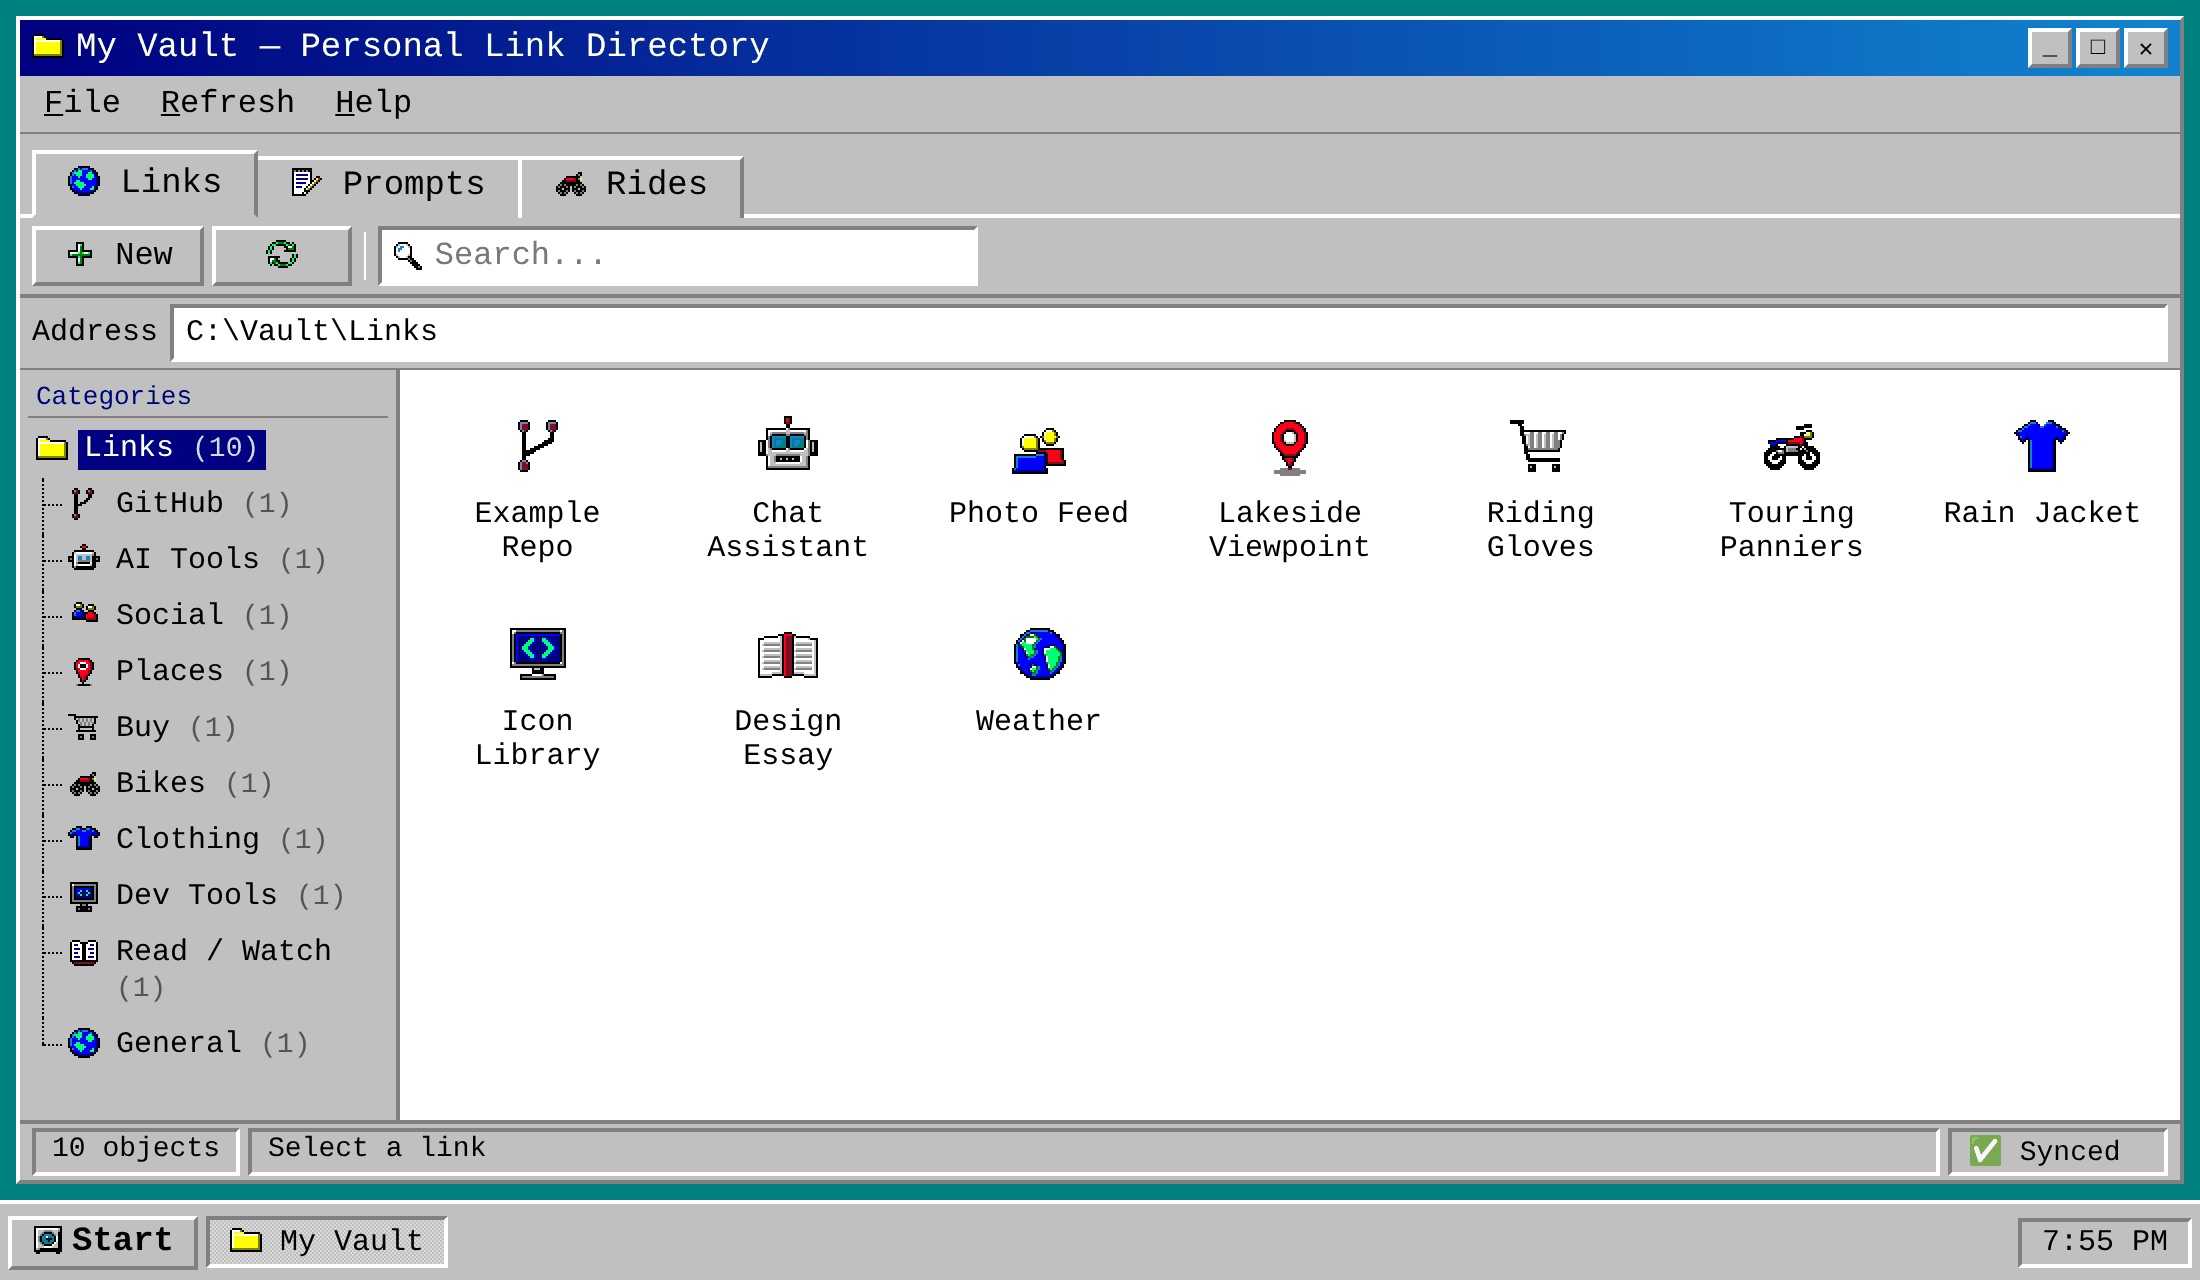 My Vault — Personal Link Directory
File Refresh Help
Links Prompts Rides
New Search...
Address C:\Vault\Links
Categories
Links (10)
GitHub (1)
AI Tools (1)
Social (1)
Places (1)
Buy (1)
Bikes (1)
Clothing (1)
Dev Tools (1)
Read / Watch
(1)
General (1)
Example
Repo
Chat
Assistant
Photo Feed
Lakeside
Viewpoint
Riding
Gloves
Touring
Panniers
Rain Jacket
Icon
Library
Design
Essay
Weather
10 objects Select a link Synced
Start My Vault 7:55 PM